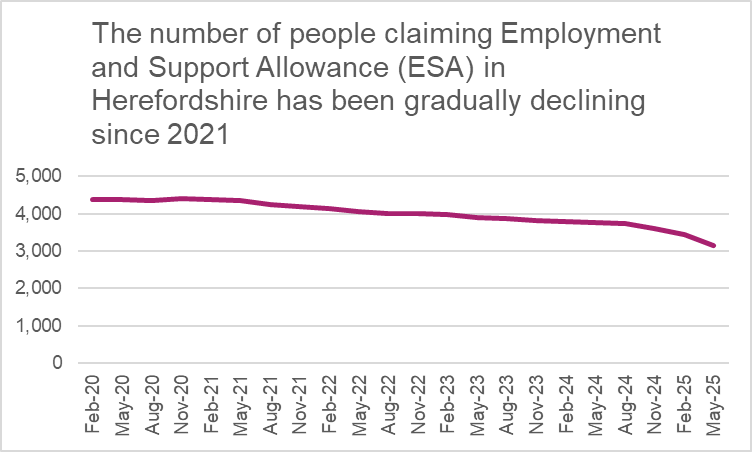 The number of people claiming Employment
and Support Allowance (ESA) in
Herefordshire has been gradually declining
since 2021
5,000
4,000
3,000
2,000
1,000
0
Feb-20
May-20
Aug-20
Nov-20
Feb-21
May-21
Aug-21
Nov-21
Feb-22
May-22
Aug-22
Nov-22
Feb-23
May-23
Aug-23
Nov-23
Feb-24
May-24
Aug-24
Nov-24
Feb-25
May-25